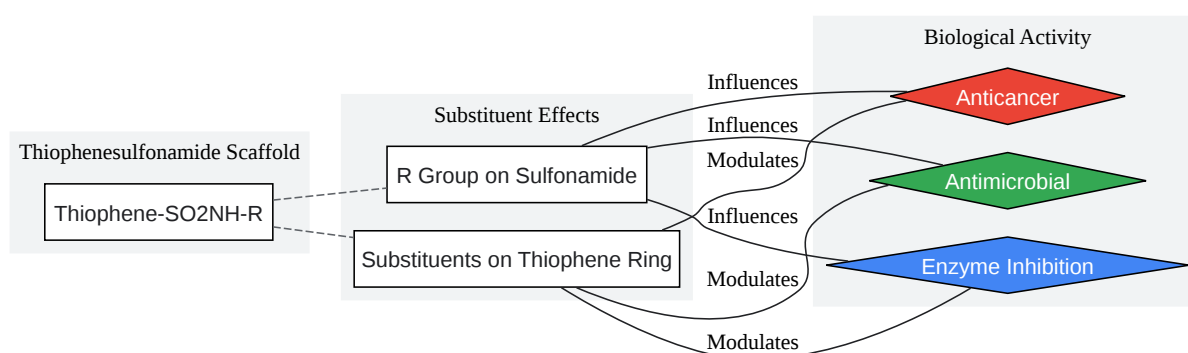 Thiophenesulfonamide Scaffold
Thiophene-SO2NH-R
Substituent Effects
R Group on Sulfonamide
Substituents on Thiophene Ring
Influences
Influences
Modulates
Influences
Modulates
Modulates
Biological Activity
Anticancer
Antimicrobial
Enzyme Inhibition